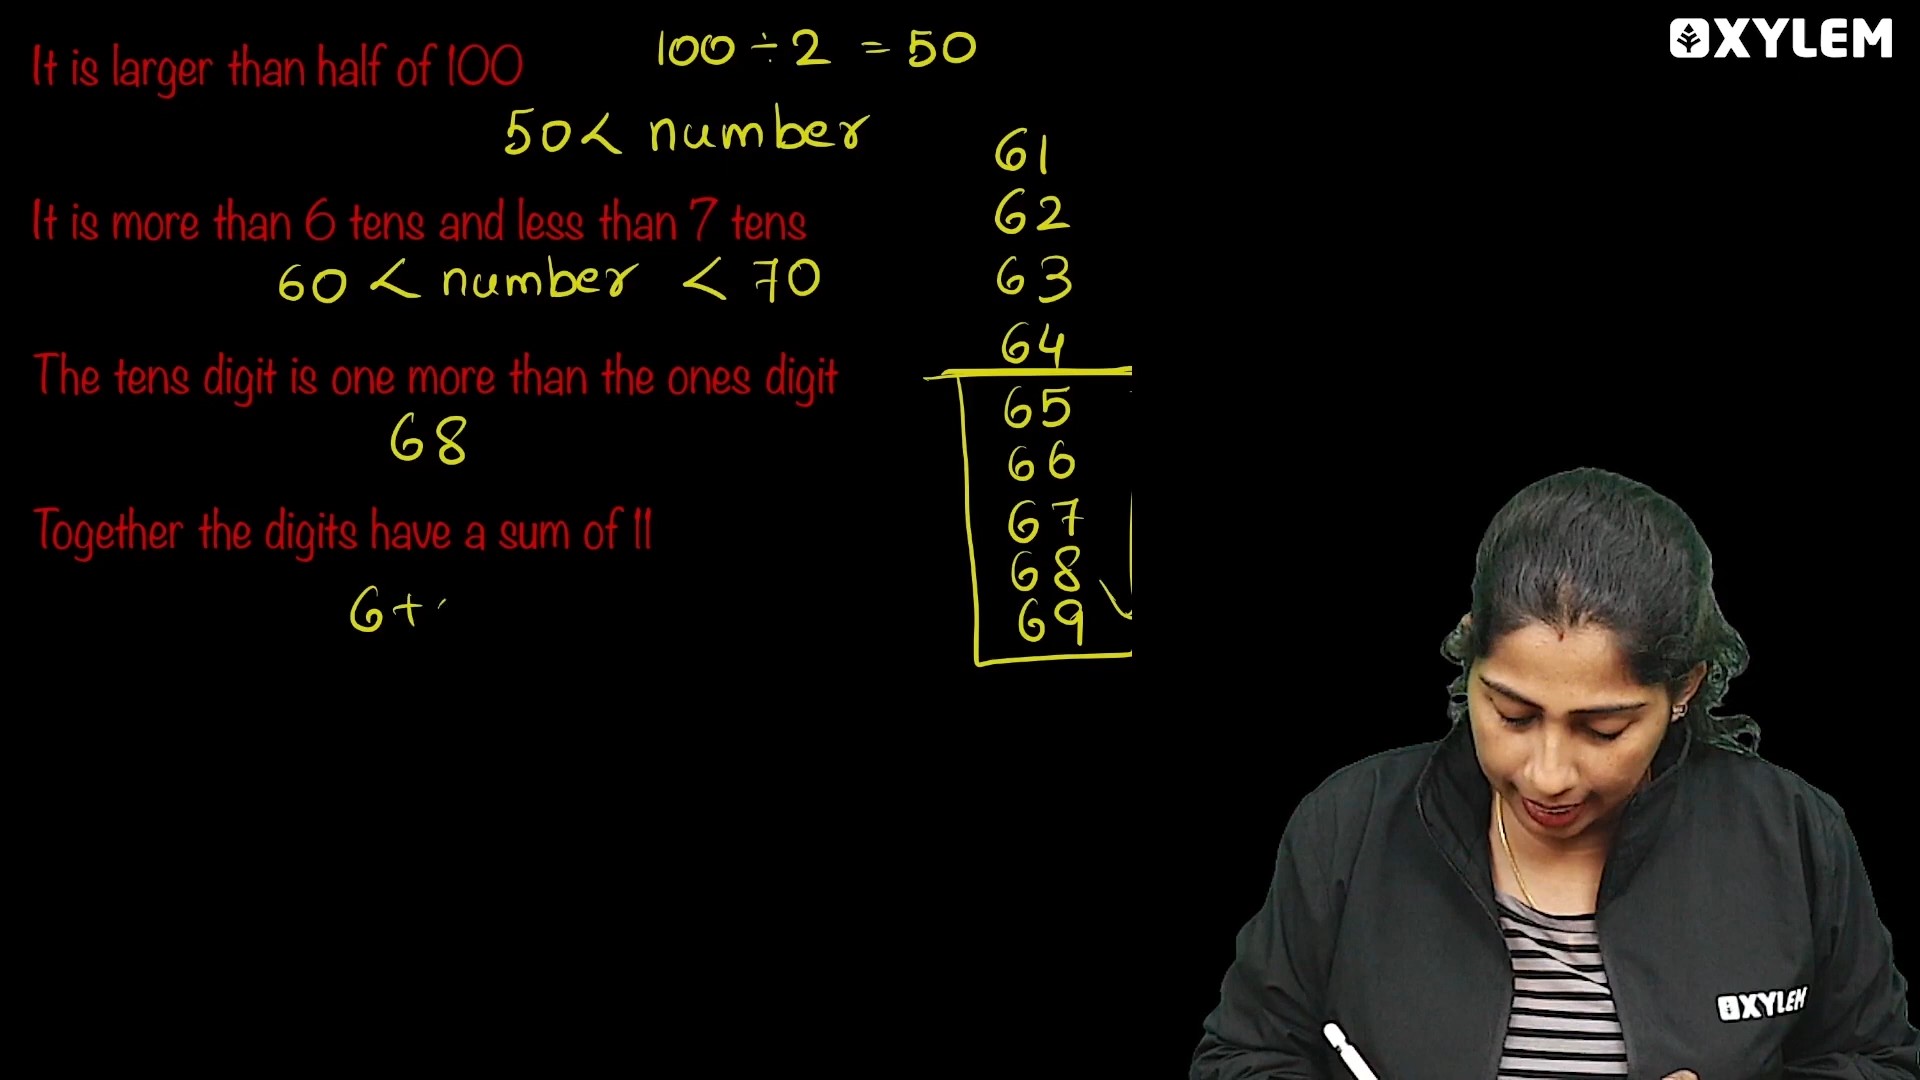 It is larger than half of 100
100 ÷ 2 = 50
50 < number
It is more than 6 tens and less than 7 tens
60 < number < 70
The tens digit is one more than the ones digit
68
Together the digits have a sum of 11
6+
61
62
63
64
65
66
67
68
69
OXYLEM
OXYLEM